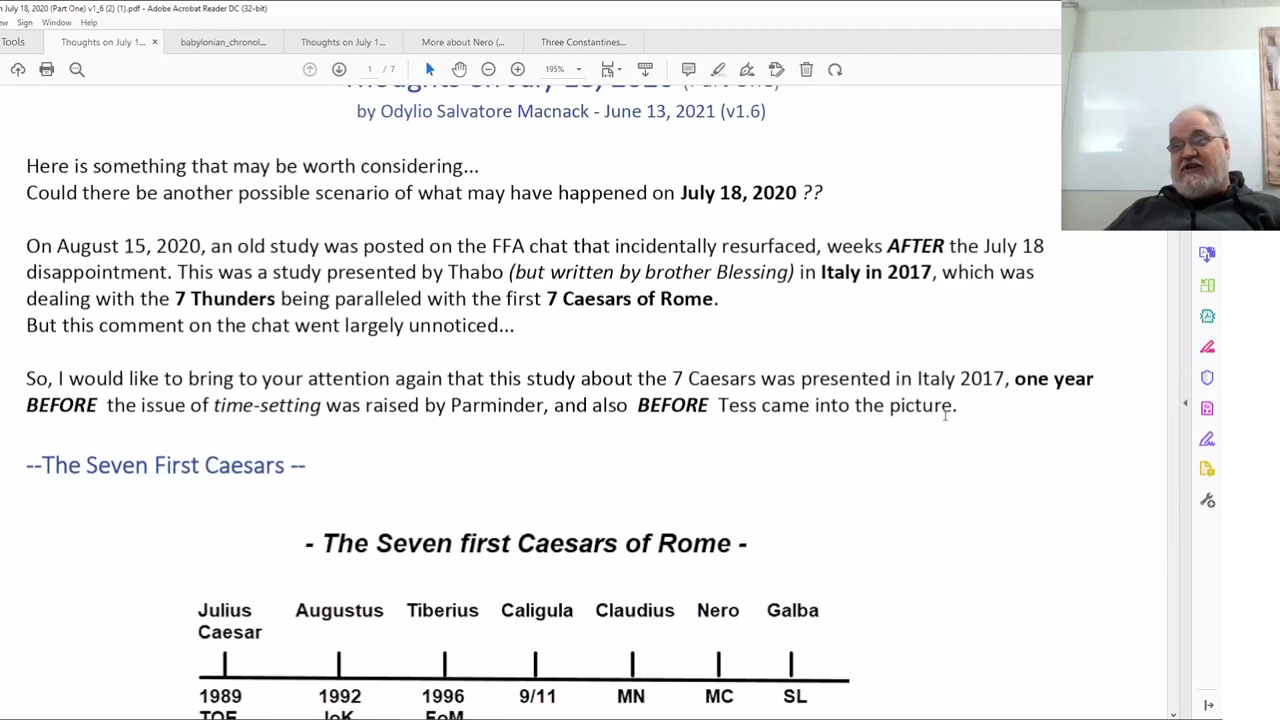 n July 18, 2020 (Part One) v1_6 (2) (1).pdf - Adobe Acrobat Reader DC (32-bit)
Sign Window Help
Tools Thoughts on July 1... × babylonian_chronol... Thoughts on July 1... More about Nero (... Three Constantines...
1 / 7 195%
by Odylio Salvatore Macnack - June 13, 2021 (v1.6)
Here is something that may be worth considering...
Could there be another possible scenario of what may have happened on July 18, 2020 ??
On August 15, 2020, an old study was posted on the FFA chat that incidentally resurfaced, weeks AFTER the July 18
disappointment. This was a study presented by Thabo (but written by brother Blessing) in Italy in 2017, which was
dealing with the 7 Thunders being paralleled with the first 7 Caesars of Rome.
But this comment on the chat went largely unnoticed...
So, I would like to bring to your attention again that this study about the 7 Caesars was presented in Italy 2017, one year
BEFORE the issue of time-setting was raised by Parminder, and also BEFORE Tess came into the picture.
--The Seven First Caesars --
- The Seven first Caesars of Rome -
Julius Augustus Tiberius Caligula Claudius Nero Galba
Caesar
1989 1992 1996 9/11 MN MC SL